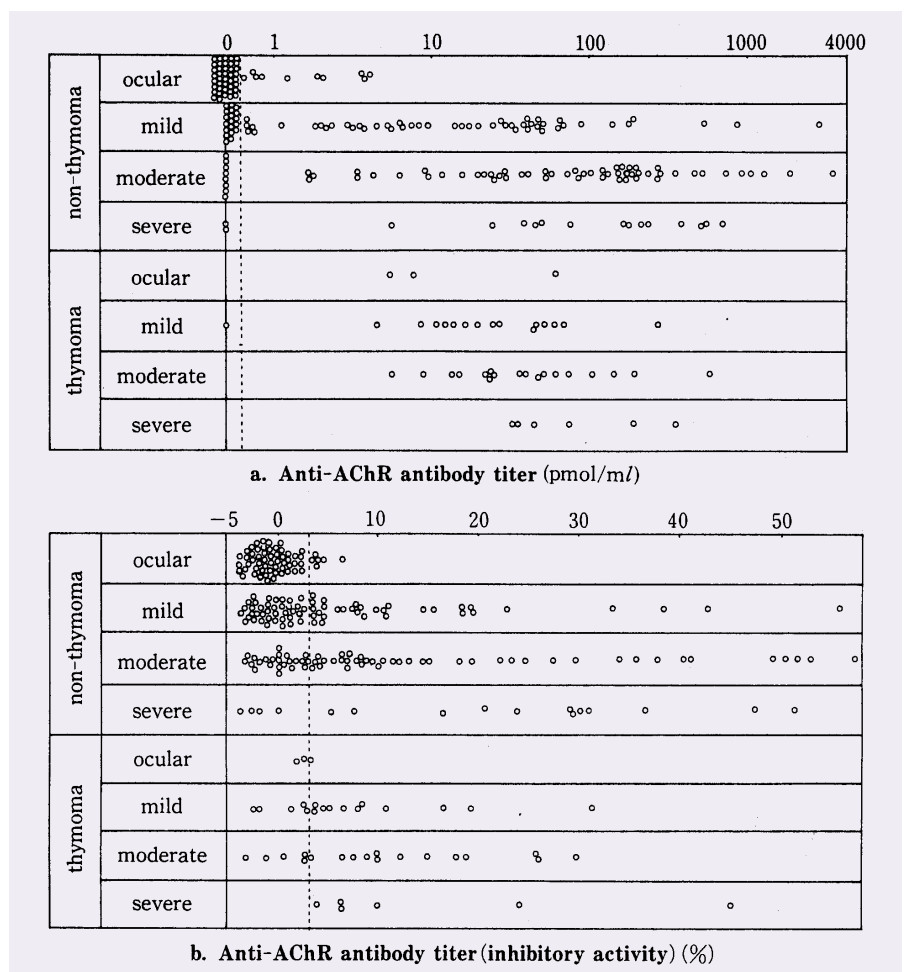 0 1 10 100 1000 4000
non-thymoma
ocular
mild
moderate
severe
thymoma
ocular
mild
moderate
severe
a. Anti-AChR antibody titer (pmol/ml)
−5 0 10 20 30 40 50
non-thymoma
ocular
mild
moderate
severe
thymoma
ocular
mild
moderate
severe
b. Anti-AChR antibody titer (inhibitory activity) (%)